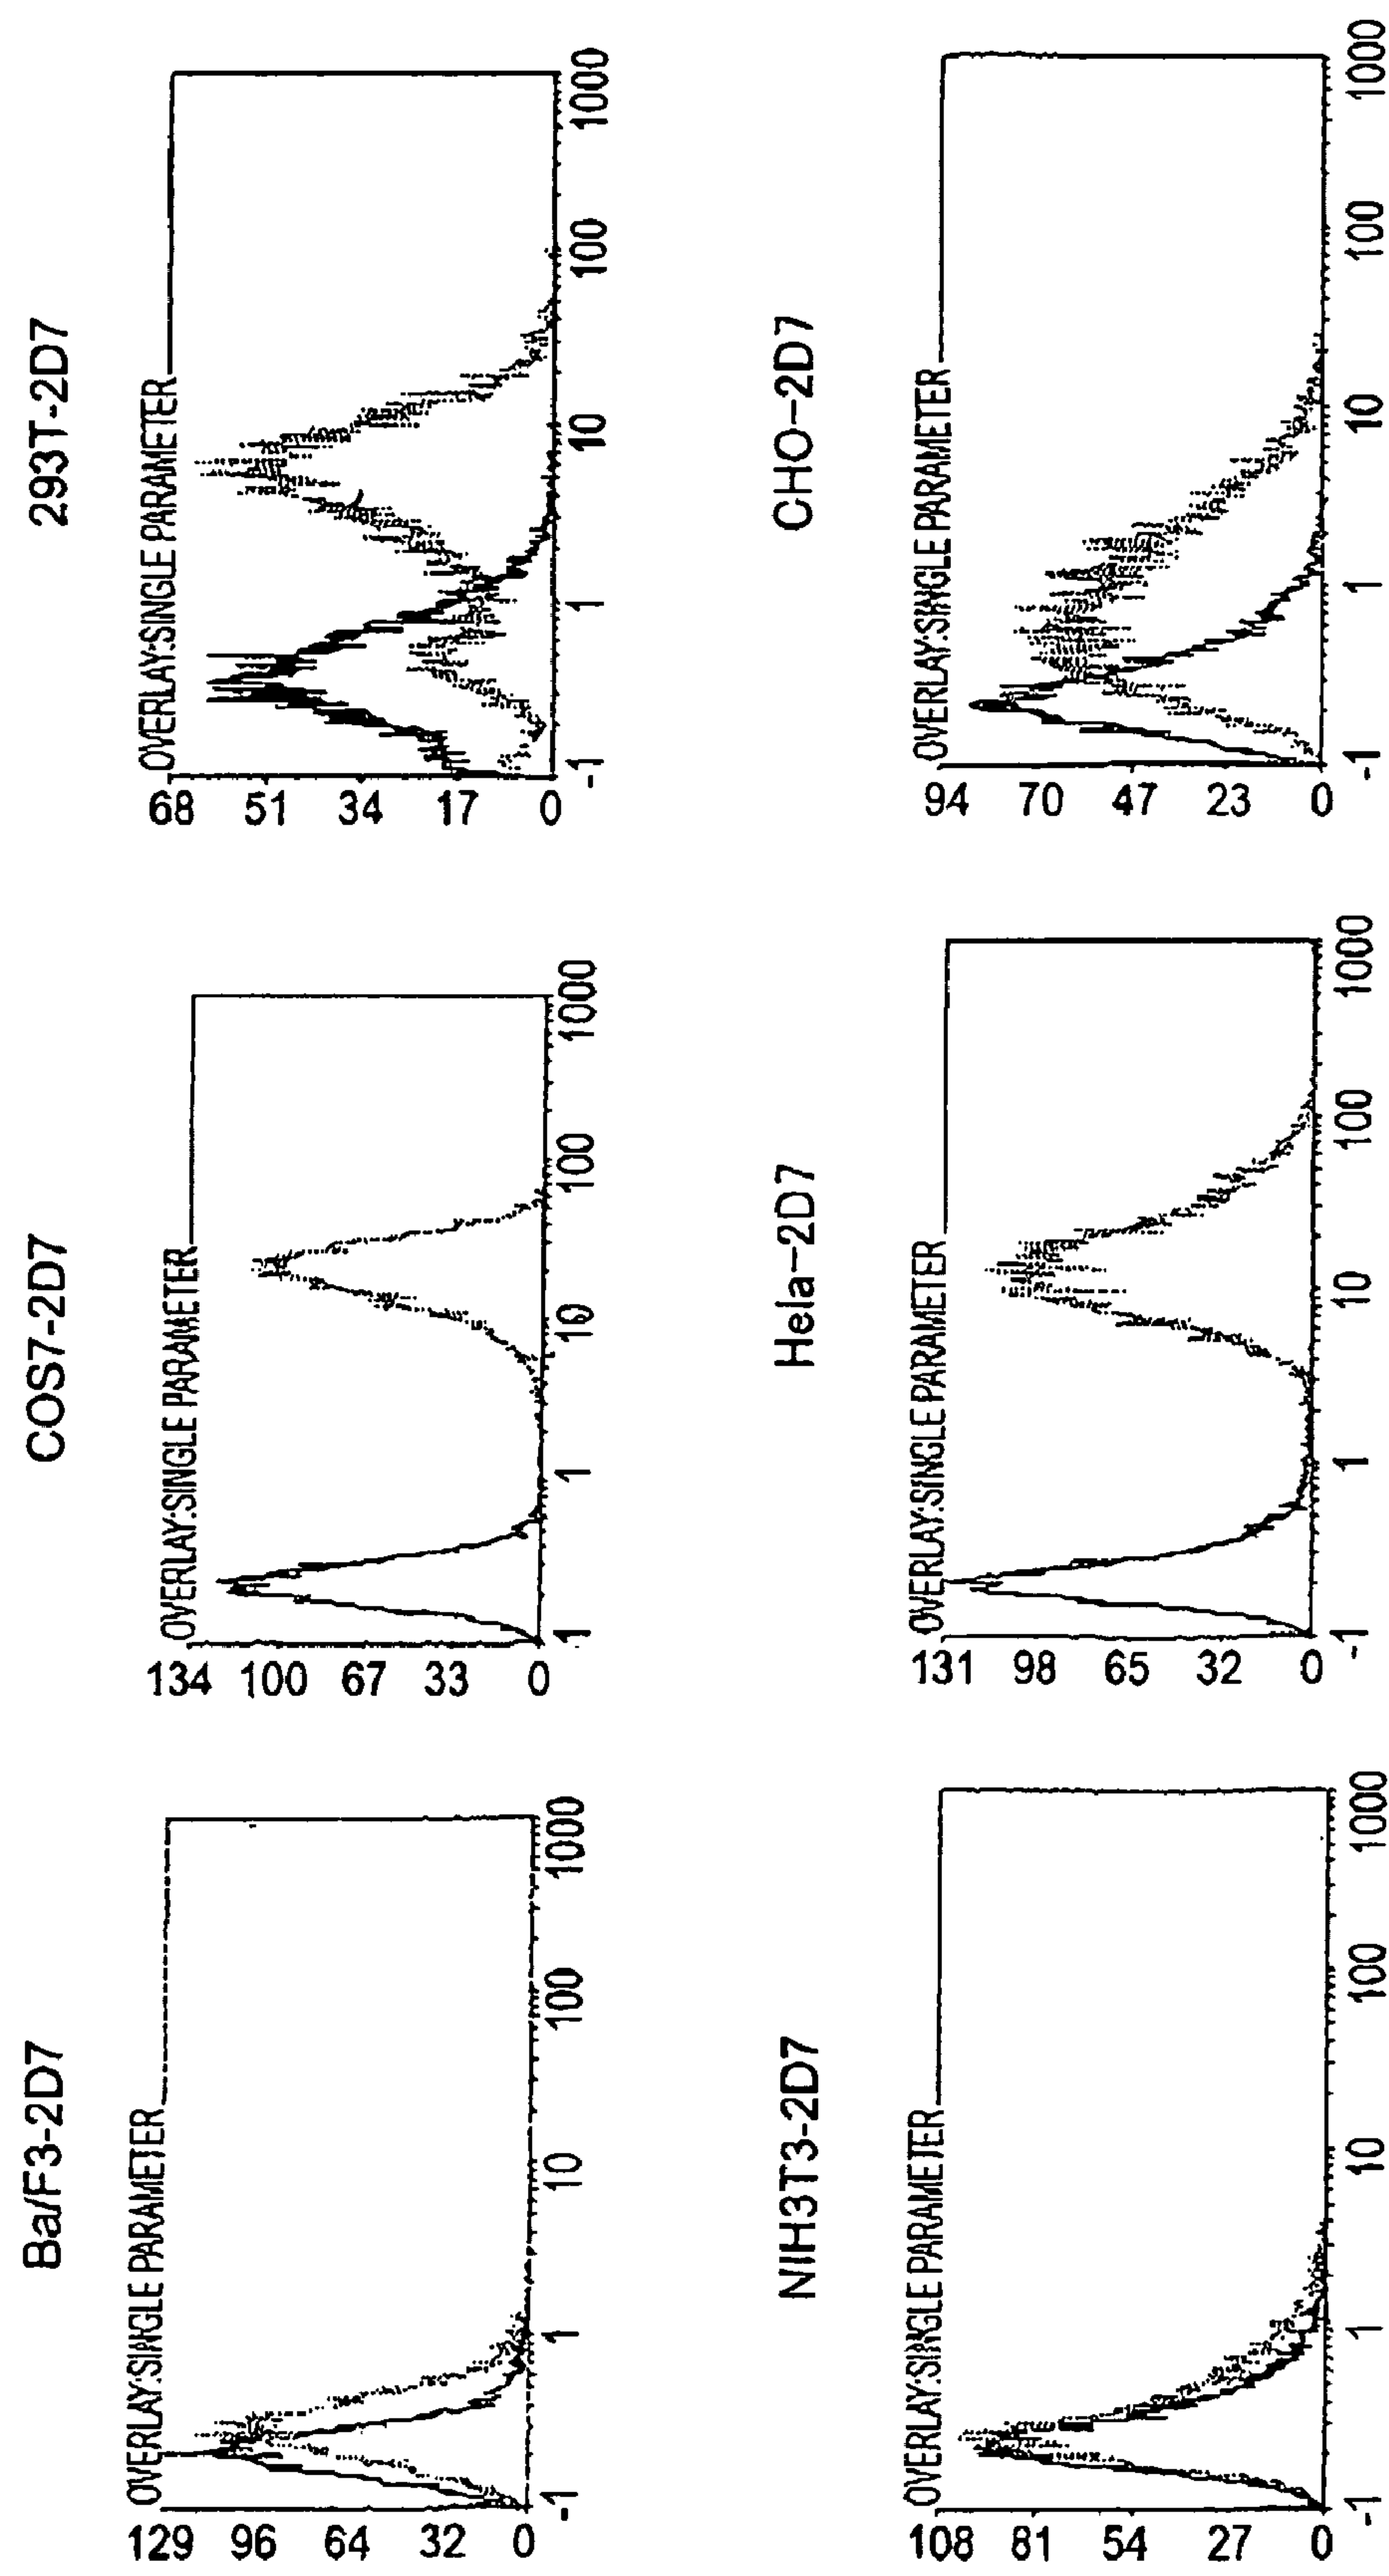 Ba/F3-2D7
OVERLAY:SINGLE PARAMETER
129
96
64
32
0
.1 1 10 100 1000
COS7-2D7
OVERLAY:SINGLE PARAMETER
134
100
67
33
0
.1 1 10 100 1000
293T-2D7
OVERLAY:SINGLE PARAMETER
68
51
34
17
0
.1 1 10 100 1000
NIH3T3-2D7
OVERLAY:SINGLE PARAMETER
108
81
54
27
0
.1 1 10 100 1000
Hela-2D7
OVERLAY:SINGLE PARAMETER
131
98
65
32
0
.1 1 10 100 1000
CHO-2D7
OVERLAY:SINGLE PARAMETER
94
70
47
23
0
.1 1 10 100 1000